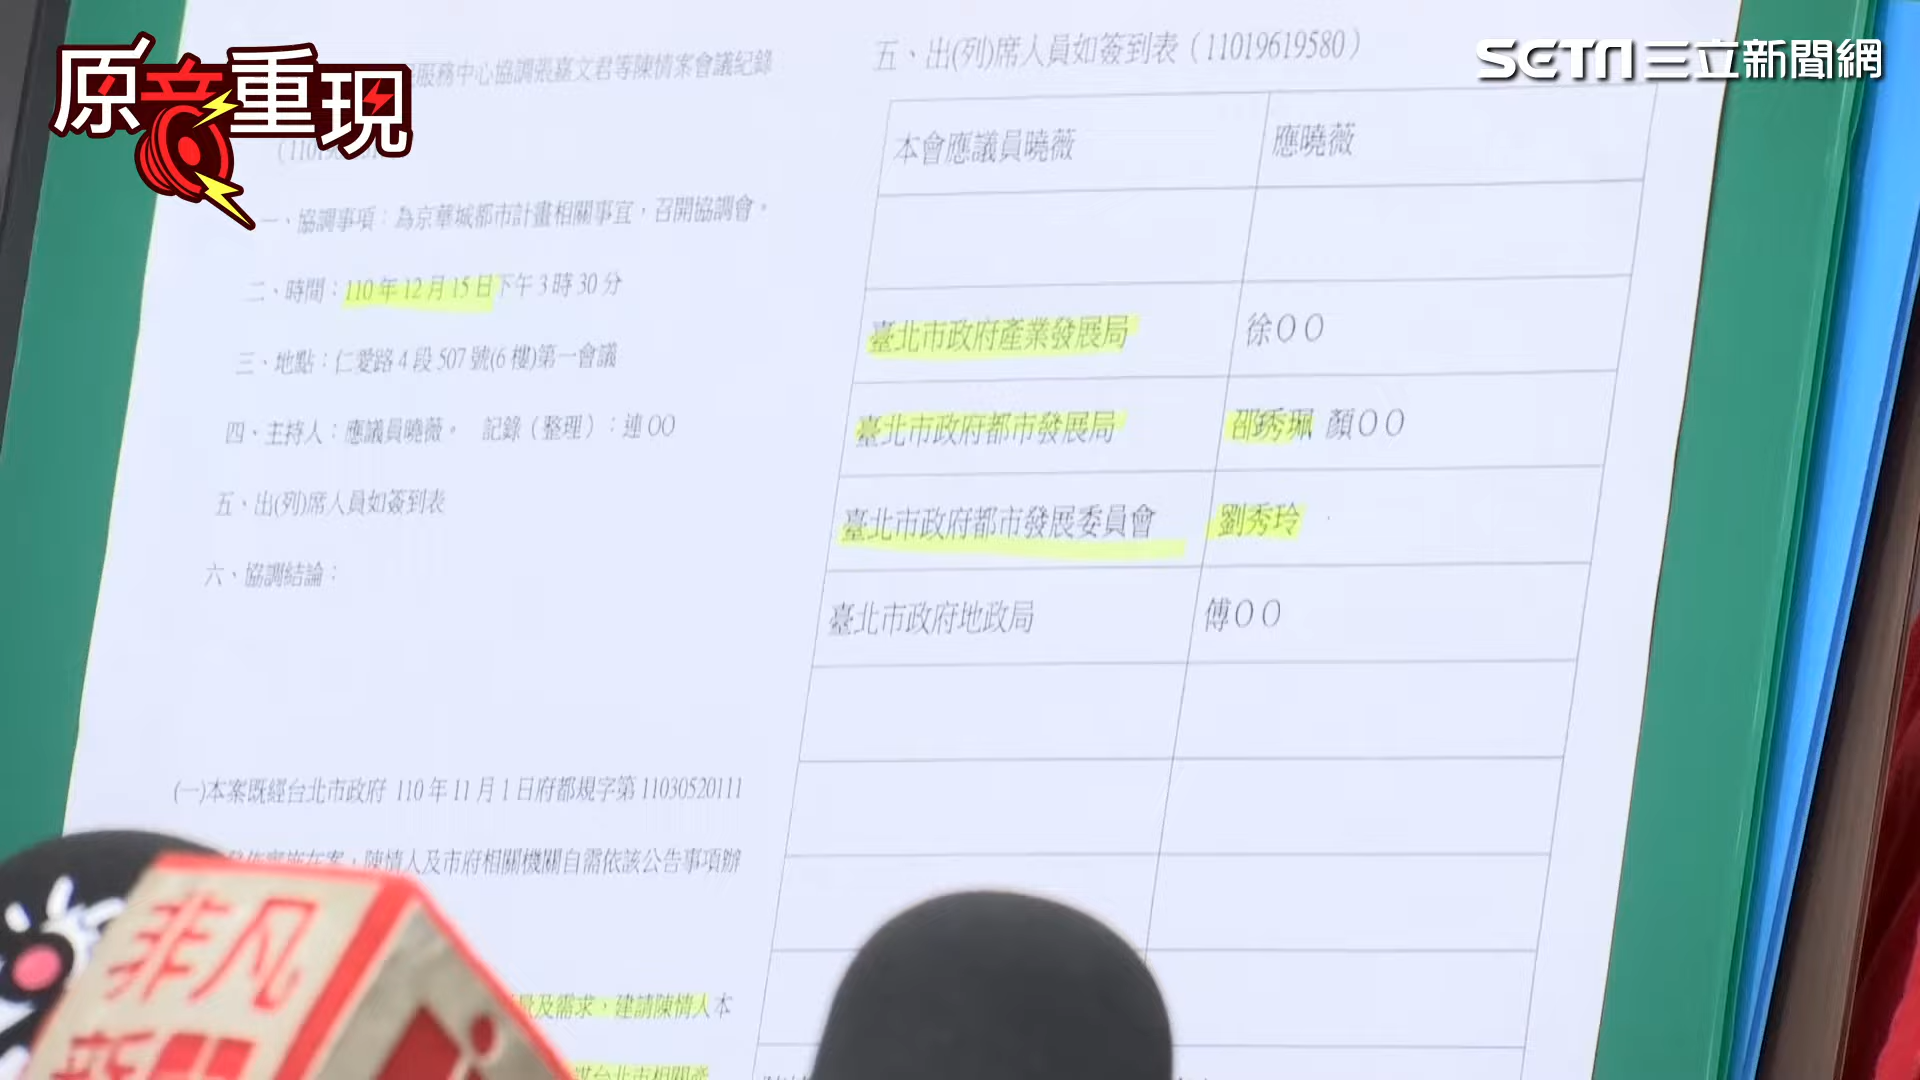 原音重現
SETN三立新聞網
服務中心協調張嘉文君等陳情案會議紀錄
一、協調事項：為京華城都市計畫相關事宜，召開協調會。
二、時間：110年12月15日下午3時30分
三、地點：仁愛路4段507號(6樓)第一會議
四、主持人：應議員曉薇。 記錄（整理）：連OO
五、出(列)席人員如簽到表
六、協調結論：
(一)本案既經台北市政府 110年11月1日府都規字第11030520111
陳情人及市府相關機關自需依該公告事項辦
及需求、建請陳情人本
台北市相關產
五、出(列)席人員如簽到表（11019619580）
本會應議員曉薇 應曉薇
臺北市政府產業發展局 徐OO
臺北市政府都市發展局 邵琇珮 顏OO
臺北市政府都市發展委員會 劉秀玲
臺北市政府地政局 傅OO
非凡
新